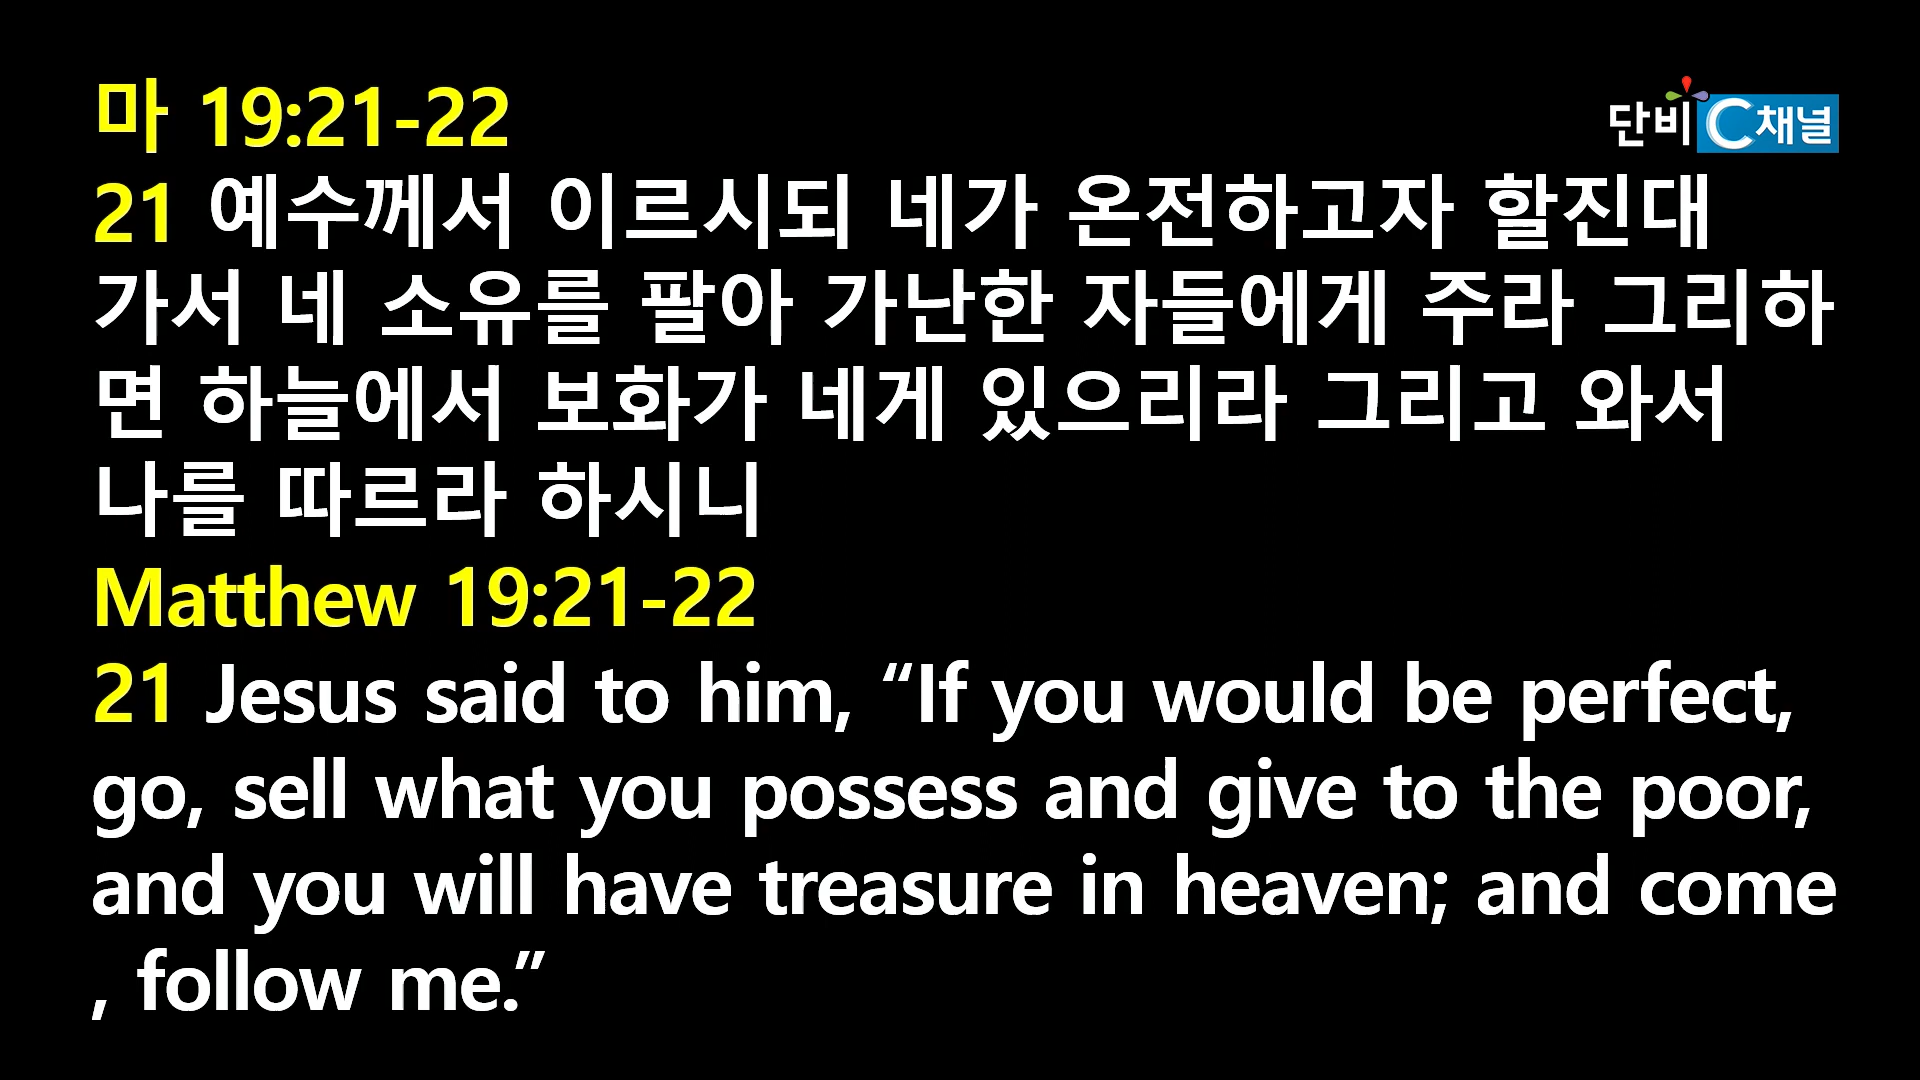 마 19:21-22
단비 C채널
21 예수께서 이르시되 네가 온전하고자 할진대
가서 네 소유를 팔아 가난한 자들에게 주라 그리하
면 하늘에서 보화가 네게 있으리라 그리고 와서
나를 따르라 하시니
Matthew 19:21-22
21 Jesus said to him, “If you would be perfect,
go, sell what you possess and give to the poor,
and you will have treasure in heaven; and come
, follow me.”